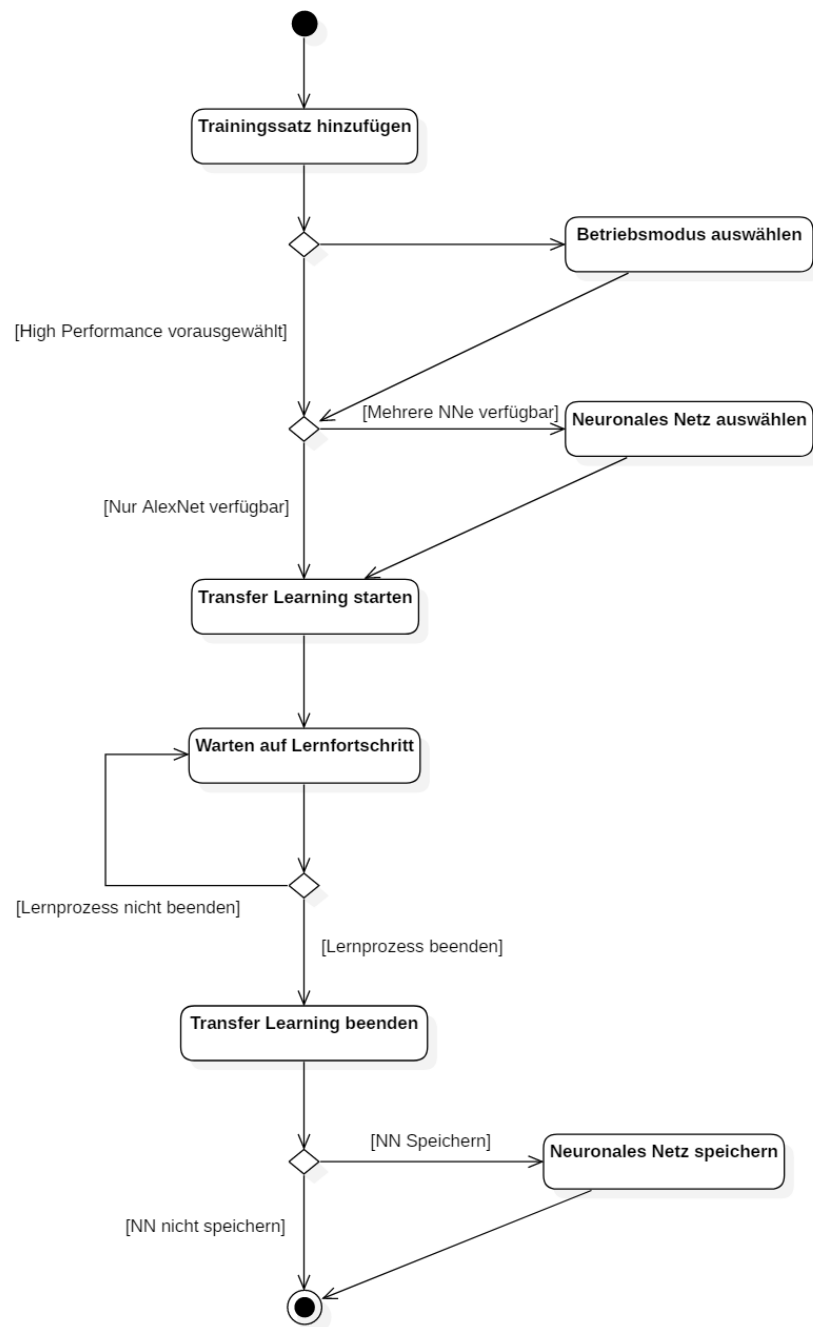 Trainingssatz hinzufügen
Betriebsmodus auswählen
[High Performance vorausgewählt]
[Mehrere NNe verfügbar]
Neuronales Netz auswählen
[Nur AlexNet verfügbar]
Transfer Learning starten
Warten auf Lernfortschritt
[Lernprozess nicht beenden]
[Lernprozess beenden]
Transfer Learning beenden
[NN Speichern]
Neuronales Netz speichern
[NN nicht speichern]